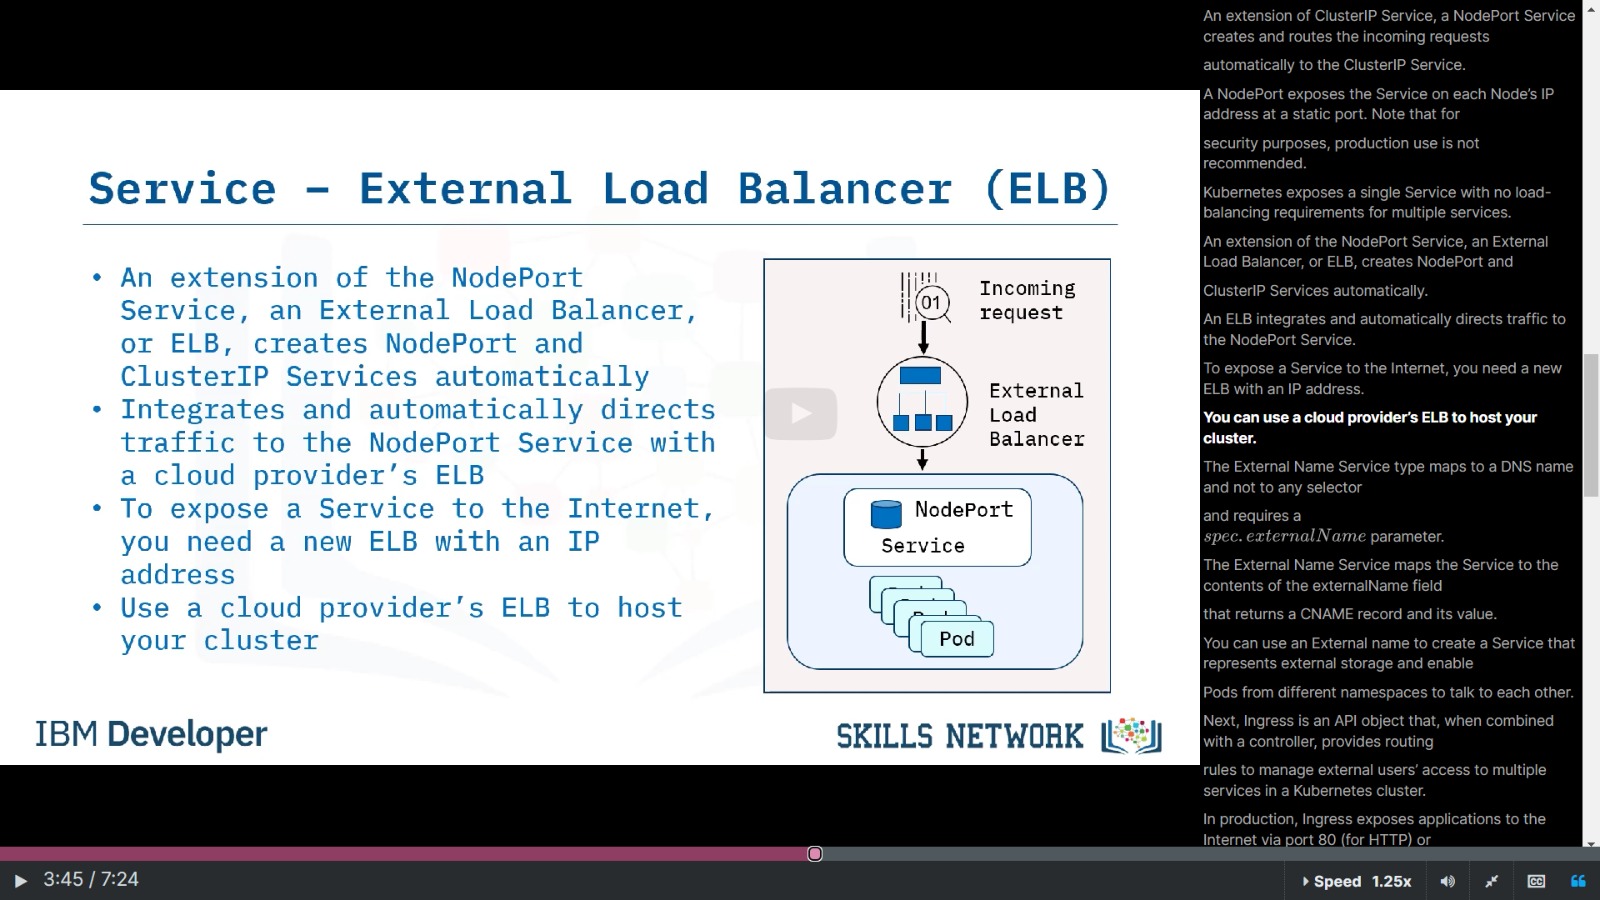 Service – External Load Balancer (ELB)
• An extension of the NodePort
Service, an External Load Balancer,
or ELB, creates NodePort and
ClusterIP Services automatically
• Integrates and automatically directs
traffic to the NodePort Service with
a cloud provider’s ELB
• To expose a Service to the Internet,
you need a new ELB with an IP
address
• Use a cloud provider’s ELB to host
your cluster
01
Incoming
request
External
Load
Balancer
NodePort
Service
Pod
IBM Developer
SKILLS NETWORK
An extension of ClusterIP Service, a NodePort Service
creates and routes the incoming requests
automatically to the ClusterIP Service.
A NodePort exposes the Service on each Node’s IP
address at a static port. Note that for
security purposes, production use is not
recommended.
Kubernetes exposes a single Service with no load-
balancing requirements for multiple services.
An extension of the NodePort Service, an External
Load Balancer, or ELB, creates NodePort and
ClusterIP Services automatically.
An ELB integrates and automatically directs traffic to
the NodePort Service.
To expose a Service to the Internet, you need a new
ELB with an IP address.
You can use a cloud provider’s ELB to host your
cluster.
The External Name Service type maps to a DNS name
and not to any selector
and requires a
spec.externalName parameter.
The External Name Service maps the Service to the
contents of the externalName field
that returns a CNAME record and its value.
You can use an External name to create a Service that
represents external storage and enable
Pods from different namespaces to talk to each other.
Next, Ingress is an API object that, when combined
with a controller, provides routing
rules to manage external users’ access to multiple
services in a Kubernetes cluster.
In production, Ingress exposes applications to the
Internet via port 80 (for HTTP) or
3:45 / 7:24
Speed 1.25x
CC